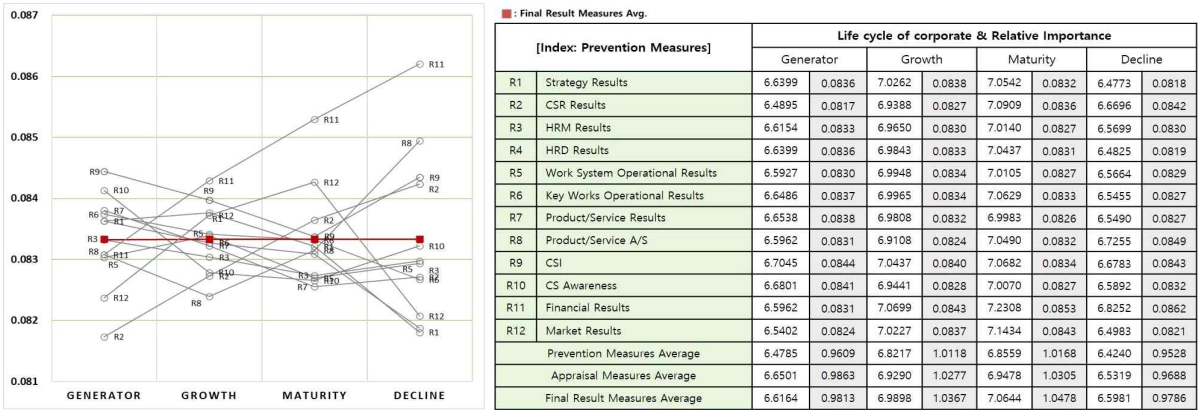 0.087
0.086
0.085
0.084
0.083
0.082
0.081
R9
R10
R7
R6
R1
R3
R8
R11
R5
R12
R2
R11
R9
R12
R1
R5
R6
R7
R3
R10
R2
R8
R11
R12
R2
R9
R6
R1
R8
R3
R5
R10
R7
R11
R8
R9
R2
R10
R3
R5
R7
R6
R12
R1
GENERATOR GROWTH MATURITY DECLINE
: Final Result Measures Avg.
[Index: Prevention Measures] Life cycle of corporate & Relative Importance
Generator Growth Maturity Decline
R1 Strategy Results 6.6399 0.0836 7.0262 0.0838 7.0542 0.0832 6.4773 0.0818
R2 CSR Results 6.4895 0.0817 6.9388 0.0827 7.0909 0.0836 6.6696 0.0842
R3 HRM Results 6.6154 0.0833 6.9650 0.0830 7.0140 0.0827 6.5699 0.0830
R4 HRD Results 6.6399 0.0836 6.9843 0.0833 7.0437 0.0831 6.4825 0.0819
R5 Work System Operational Results 6.5927 0.0830 6.9948 0.0834 7.0105 0.0827 6.5664 0.0829
R6 Key Works Operational Results 6.6486 0.0837 6.9965 0.0834 7.0629 0.0833 6.5455 0.0827
R7 Product/Service Results 6.6538 0.0838 6.9808 0.0832 6.9983 0.0826 6.5490 0.0827
R8 Product/Service A/S 6.5962 0.0831 6.9108 0.0824 7.0490 0.0832 6.7255 0.0849
R9 CSI 6.7045 0.0844 7.0437 0.0840 7.0682 0.0834 6.6783 0.0843
R10 CS Awareness 6.6801 0.0841 6.9441 0.0828 7.0070 0.0827 6.5892 0.0832
R11 Financial Results 6.5962 0.0831 7.0699 0.0843 7.2308 0.0853 6.8252 0.0862
R12 Market Results 6.5402 0.0824 7.0227 0.0837 7.1434 0.0843 6.4983 0.0821
Prevention Measures Average 6.4785 0.9609 6.8217 1.0118 6.8559 1.0168 6.4240 0.9528
Appraisal Measures Average 6.6501 0.9863 6.9290 1.0277 6.9478 1.0305 6.5319 0.9688
Final Result Measures Average 6.6164 0.9813 6.9898 1.0367 7.0644 1.0478 6.5981 0.9786